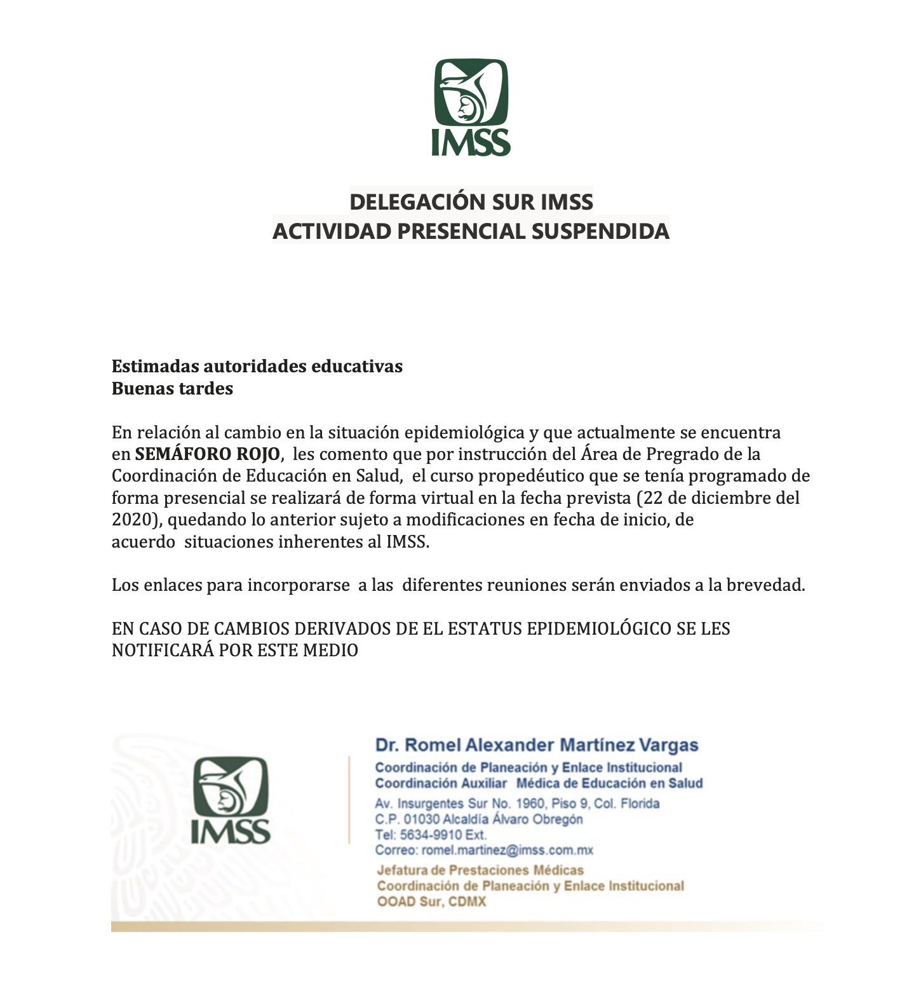 IMSS
DELEGACIÓN SUR IMSS
ACTIVIDAD PRESENCIAL SUSPENDIDA
Estimadas autoridades educativas
Buenas tardes
En relación al cambio en la situación epidemiológica y que actualmente se encuentra
en SEMÁFORO ROJO,  les comento que por instrucción del Área de Pregrado de la
Coordinación de Educación en Salud,  el curso propedéutico que se tenía programado de
forma presencial se realizará de forma virtual en la fecha prevista (22 de diciembre del
2020), quedando lo anterior sujeto a modificaciones en fecha de inicio, de
acuerdo  situaciones inherentes al IMSS.
Los enlaces para incorporarse  a las  diferentes reuniones serán enviados a la brevedad.
EN CASO DE CAMBIOS DERIVADOS DE EL ESTATUS EPIDEMIOLÓGICO SE LES
NOTIFICARÁ POR ESTE MEDIO
IMSS
Dr. Romel Alexander Martínez Vargas
Coordinación de Planeación y Enlace Institucional
Coordinación Auxiliar  Médica de Educación en Salud
Av. Insurgentes Sur No. 1960, Piso 9, Col. Florida
C.P. 01030 Alcaldía Álvaro Obregón
Tel: 5634-9910 Ext.
Correo: romel.martinez@imss.com.mx
Jefatura de Prestaciones Médicas
Coordinación de Planeación y Enlace Institucional
OOAD Sur, CDMX